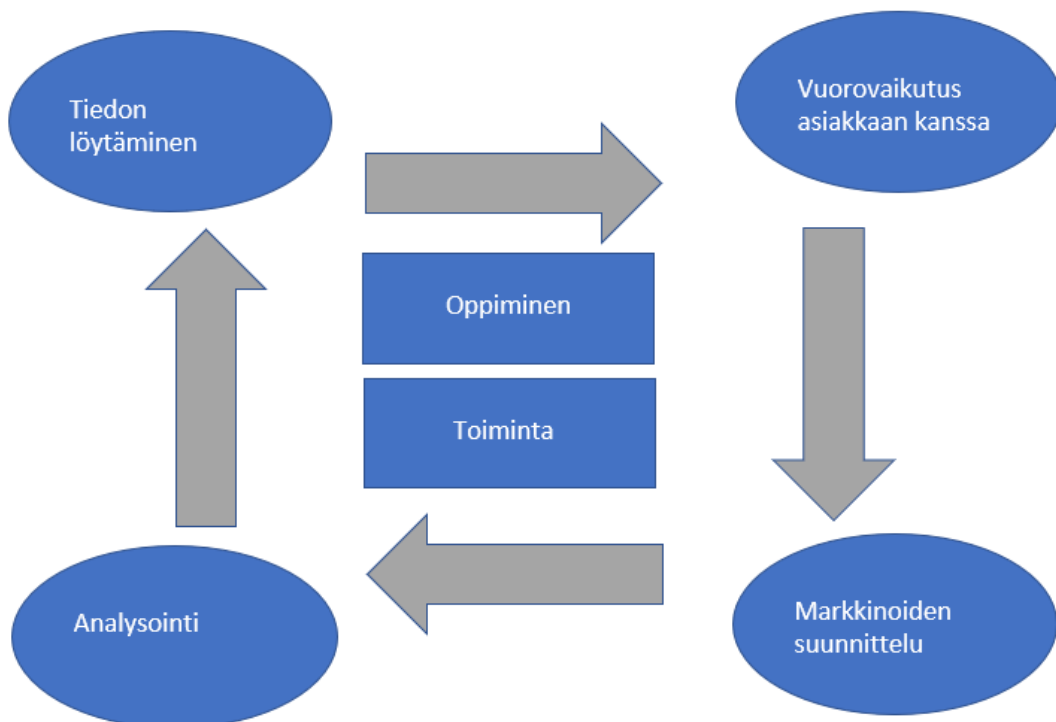 Tiedon
löytäminen
Vuorovaikutus
asiakkaan kanssa
Oppiminen
Toiminta
Analysointi
Markkinoiden
suunnittelu